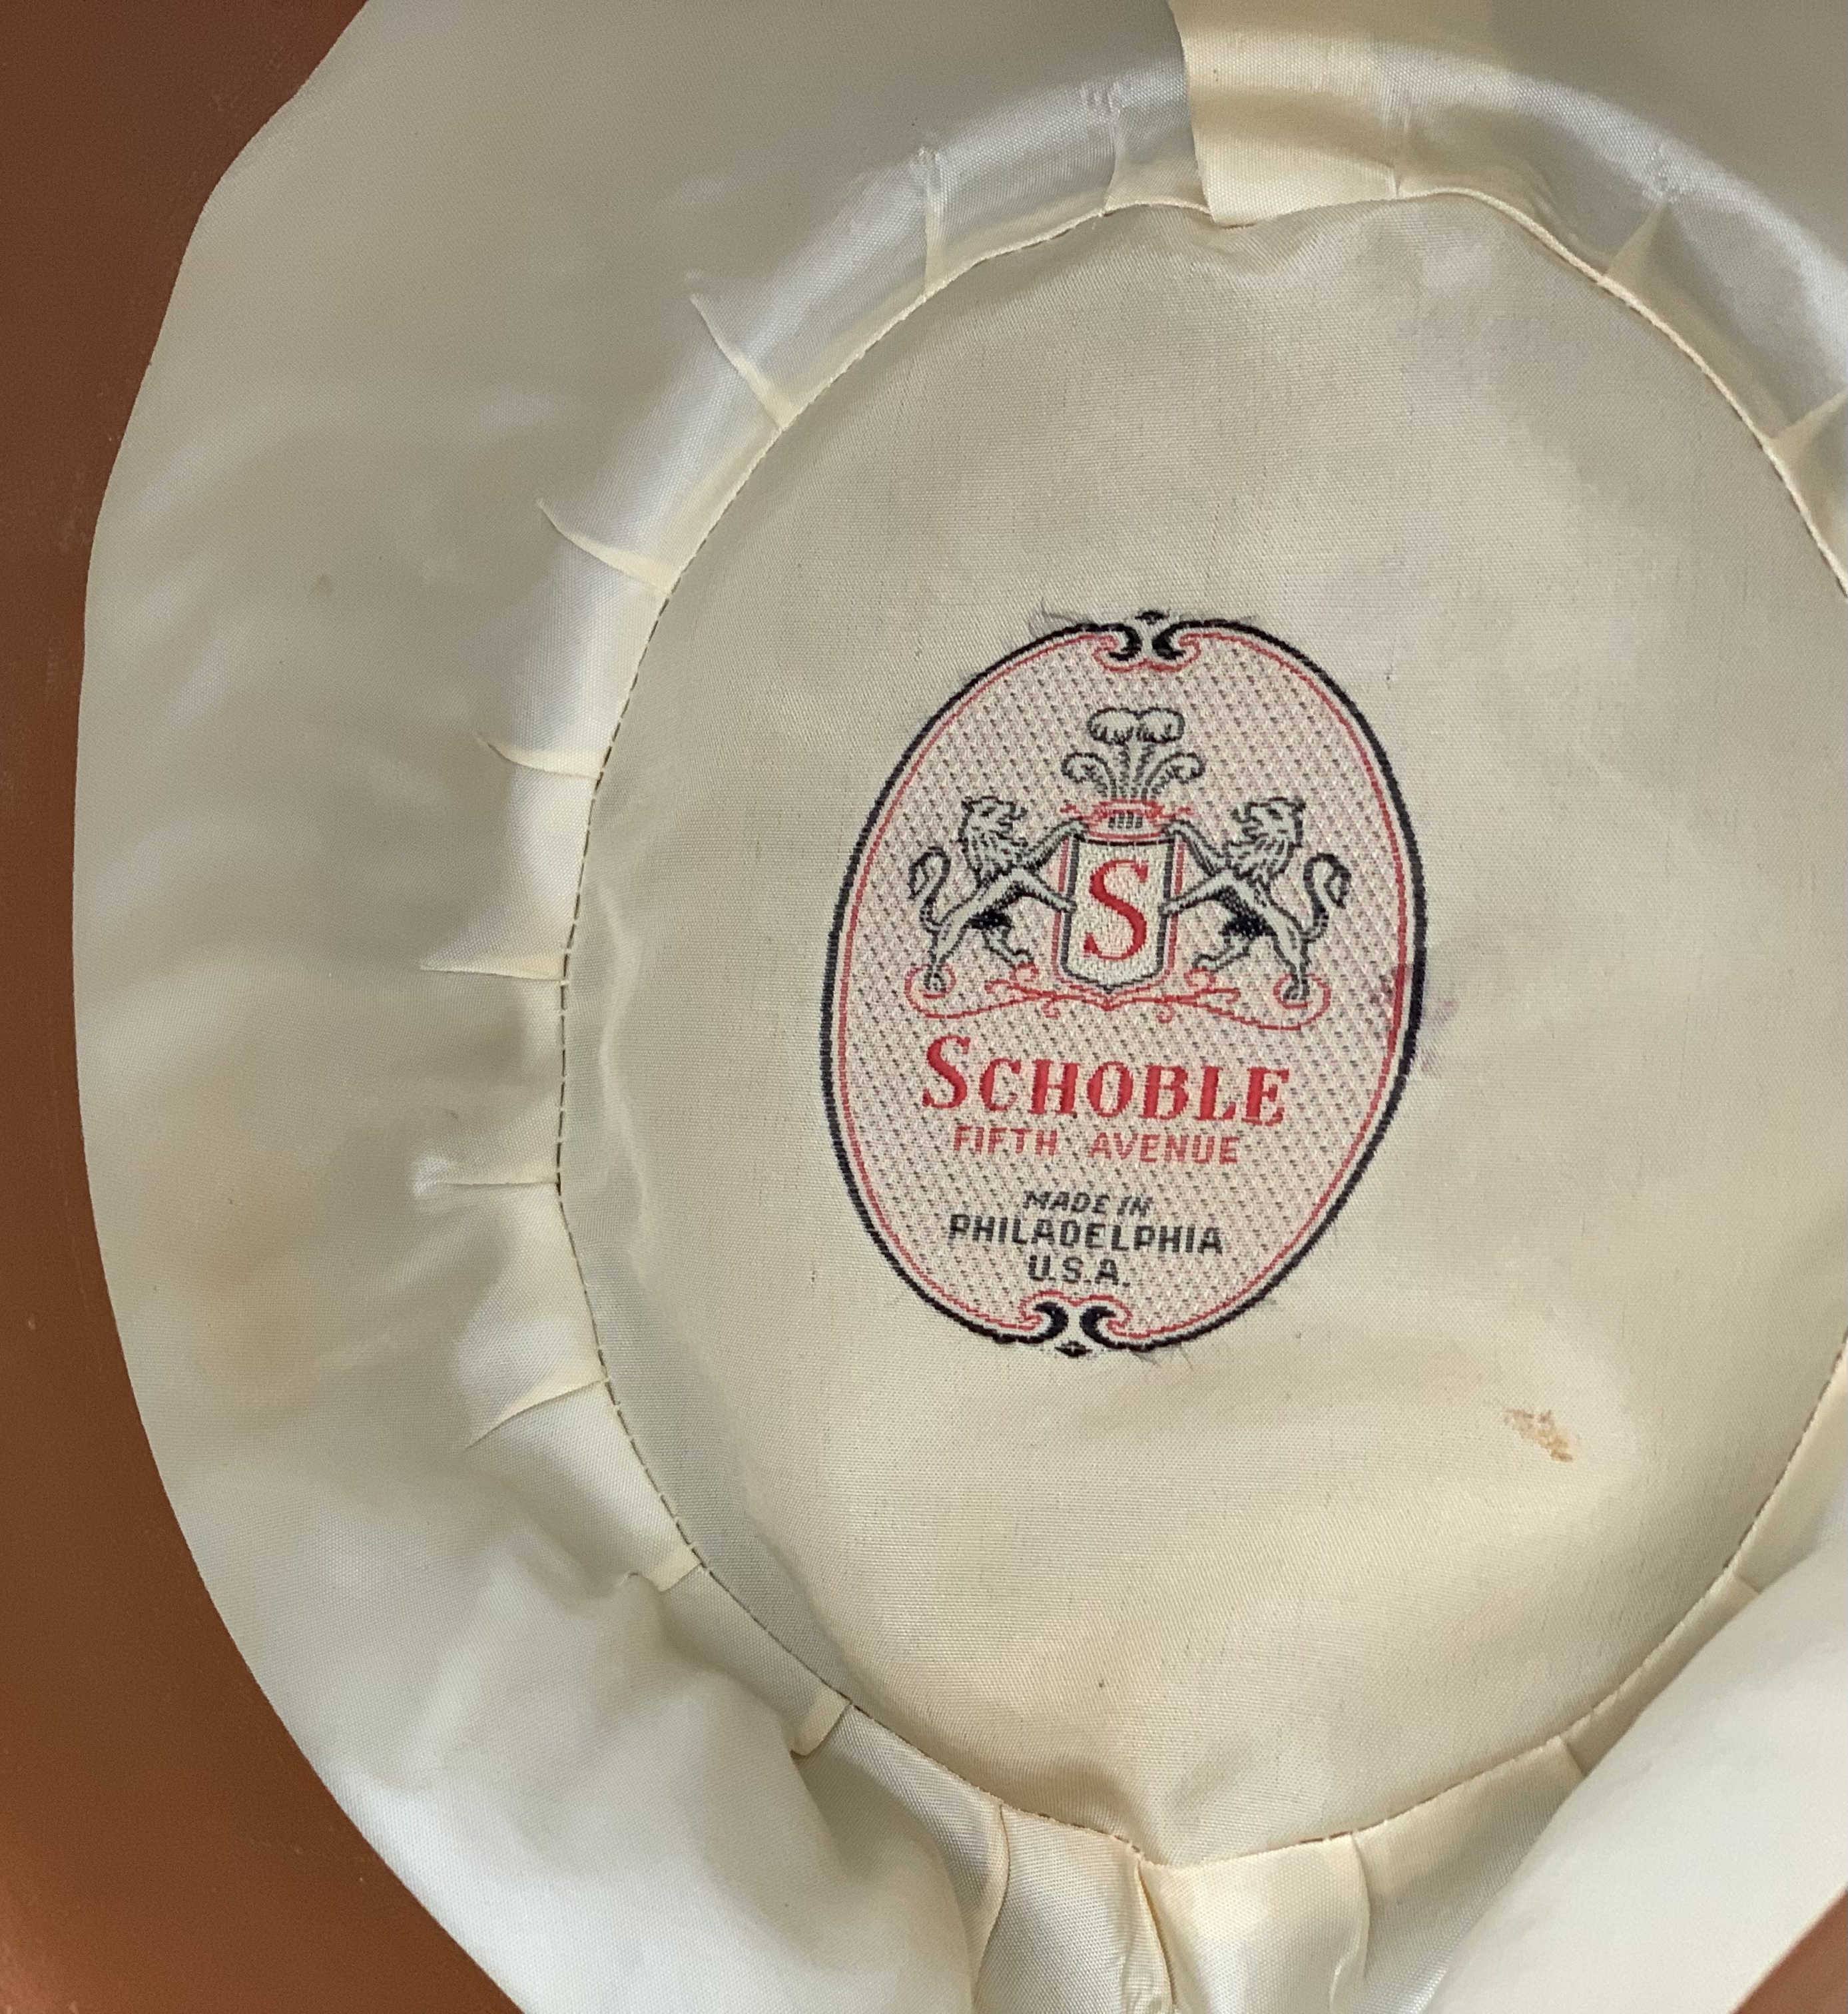 S
SCHOBLE
FIFTH AVENUE
MADE IN
PHILADELPHIA
U.S.A.